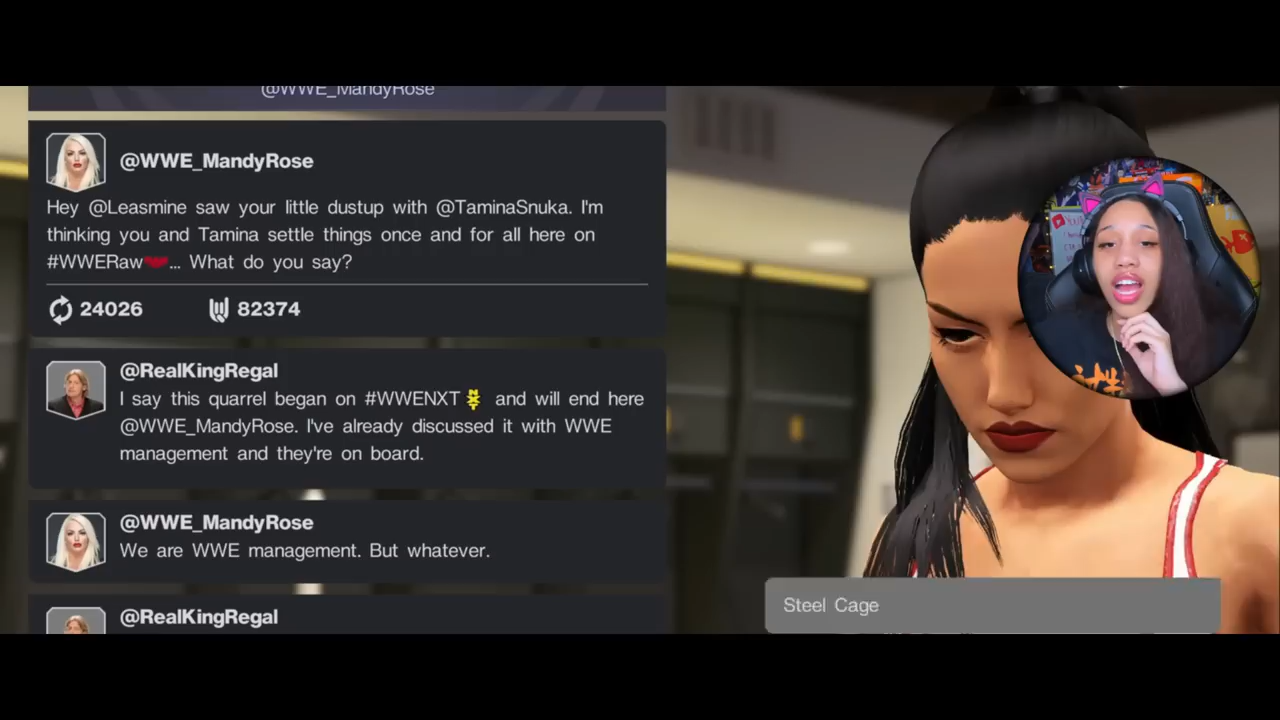 @WWE_MandyRose
@WWE_MandyRose
Hey @Leasmine saw your little dustup with @TaminaSnuka. I'm
thinking you and Tamina settle things once and for all here on
#WWERaw... What do you say?
24026 82374
@RealKingRegal
I say this quarrel began on #WWENXT and will end here
@WWE_MandyRose. I've already discussed it with WWE
management and they're on board.
@WWE_MandyRose
We are WWE management. But whatever.
@RealKingRegal
Steel Cage